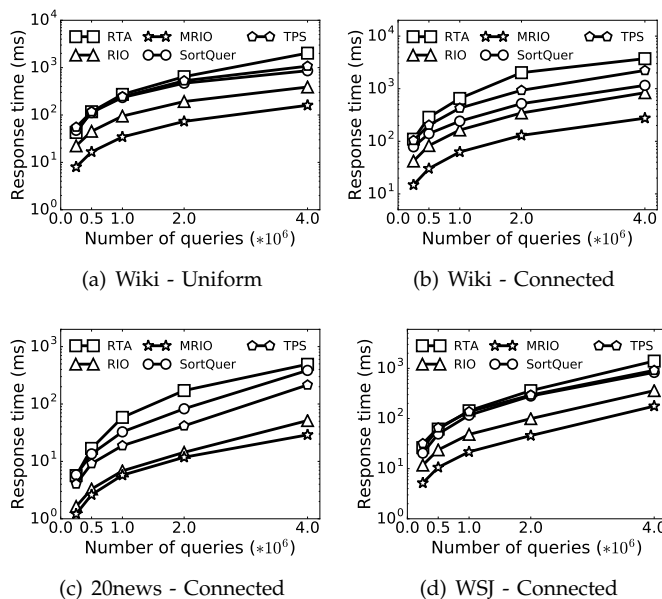 RTA MRIO TPS
RIO SortQuer
Response time (ms)
10^4
10^3
10^2
10^1
10^0
0.0 0.5 1.0 2.0 4.0
Number of queries (*10^6)
(a) Wiki - Uniform
RTA MRIO TPS
RIO SortQuer
Response time (ms)
10^4
10^3
10^2
10^1
0.0 0.5 1.0 2.0 4.0
Number of queries (*10^6)
(b) Wiki - Connected
RTA MRIO TPS
RIO SortQuer
Response time (ms)
10^3
10^2
10^1
10^0
0.0 0.5 1.0 2.0 4.0
Number of queries (*10^6)
(c) 20news - Connected
RTA MRIO TPS
RIO SortQuer
Response time (ms)
10^3
10^2
10^1
10^0
0.0 0.5 1.0 2.0 4.0
Number of queries (*10^6)
(d) WSJ - Connected